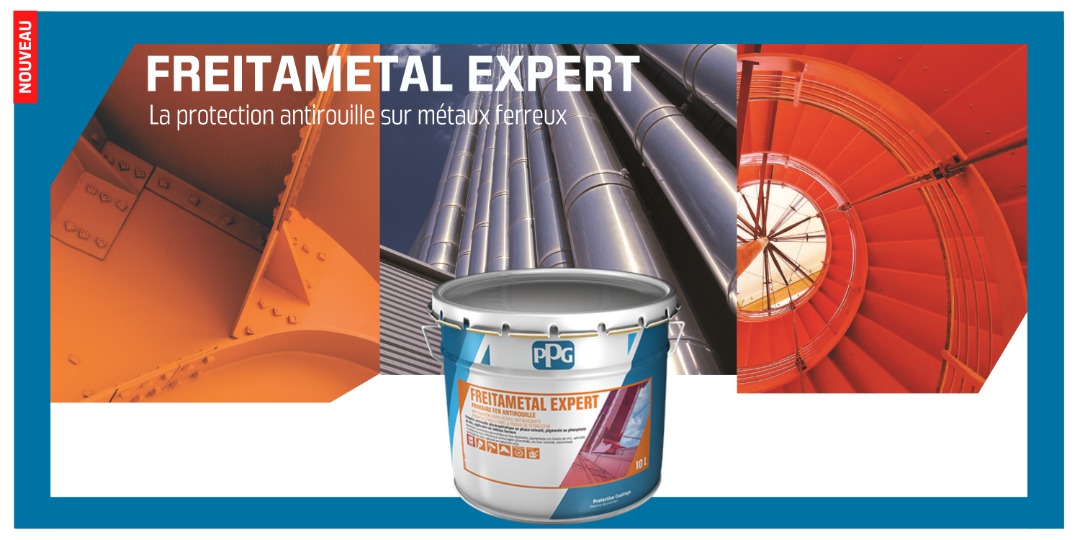 NOUVEAU
FREITAMETAL EXPERT
La protection antirouille sur métaux ferreux
PPG
FREITAMETAL EXPERT
PRIMAIRE FER ANTIROUILLE
10 L
Protective Coatings